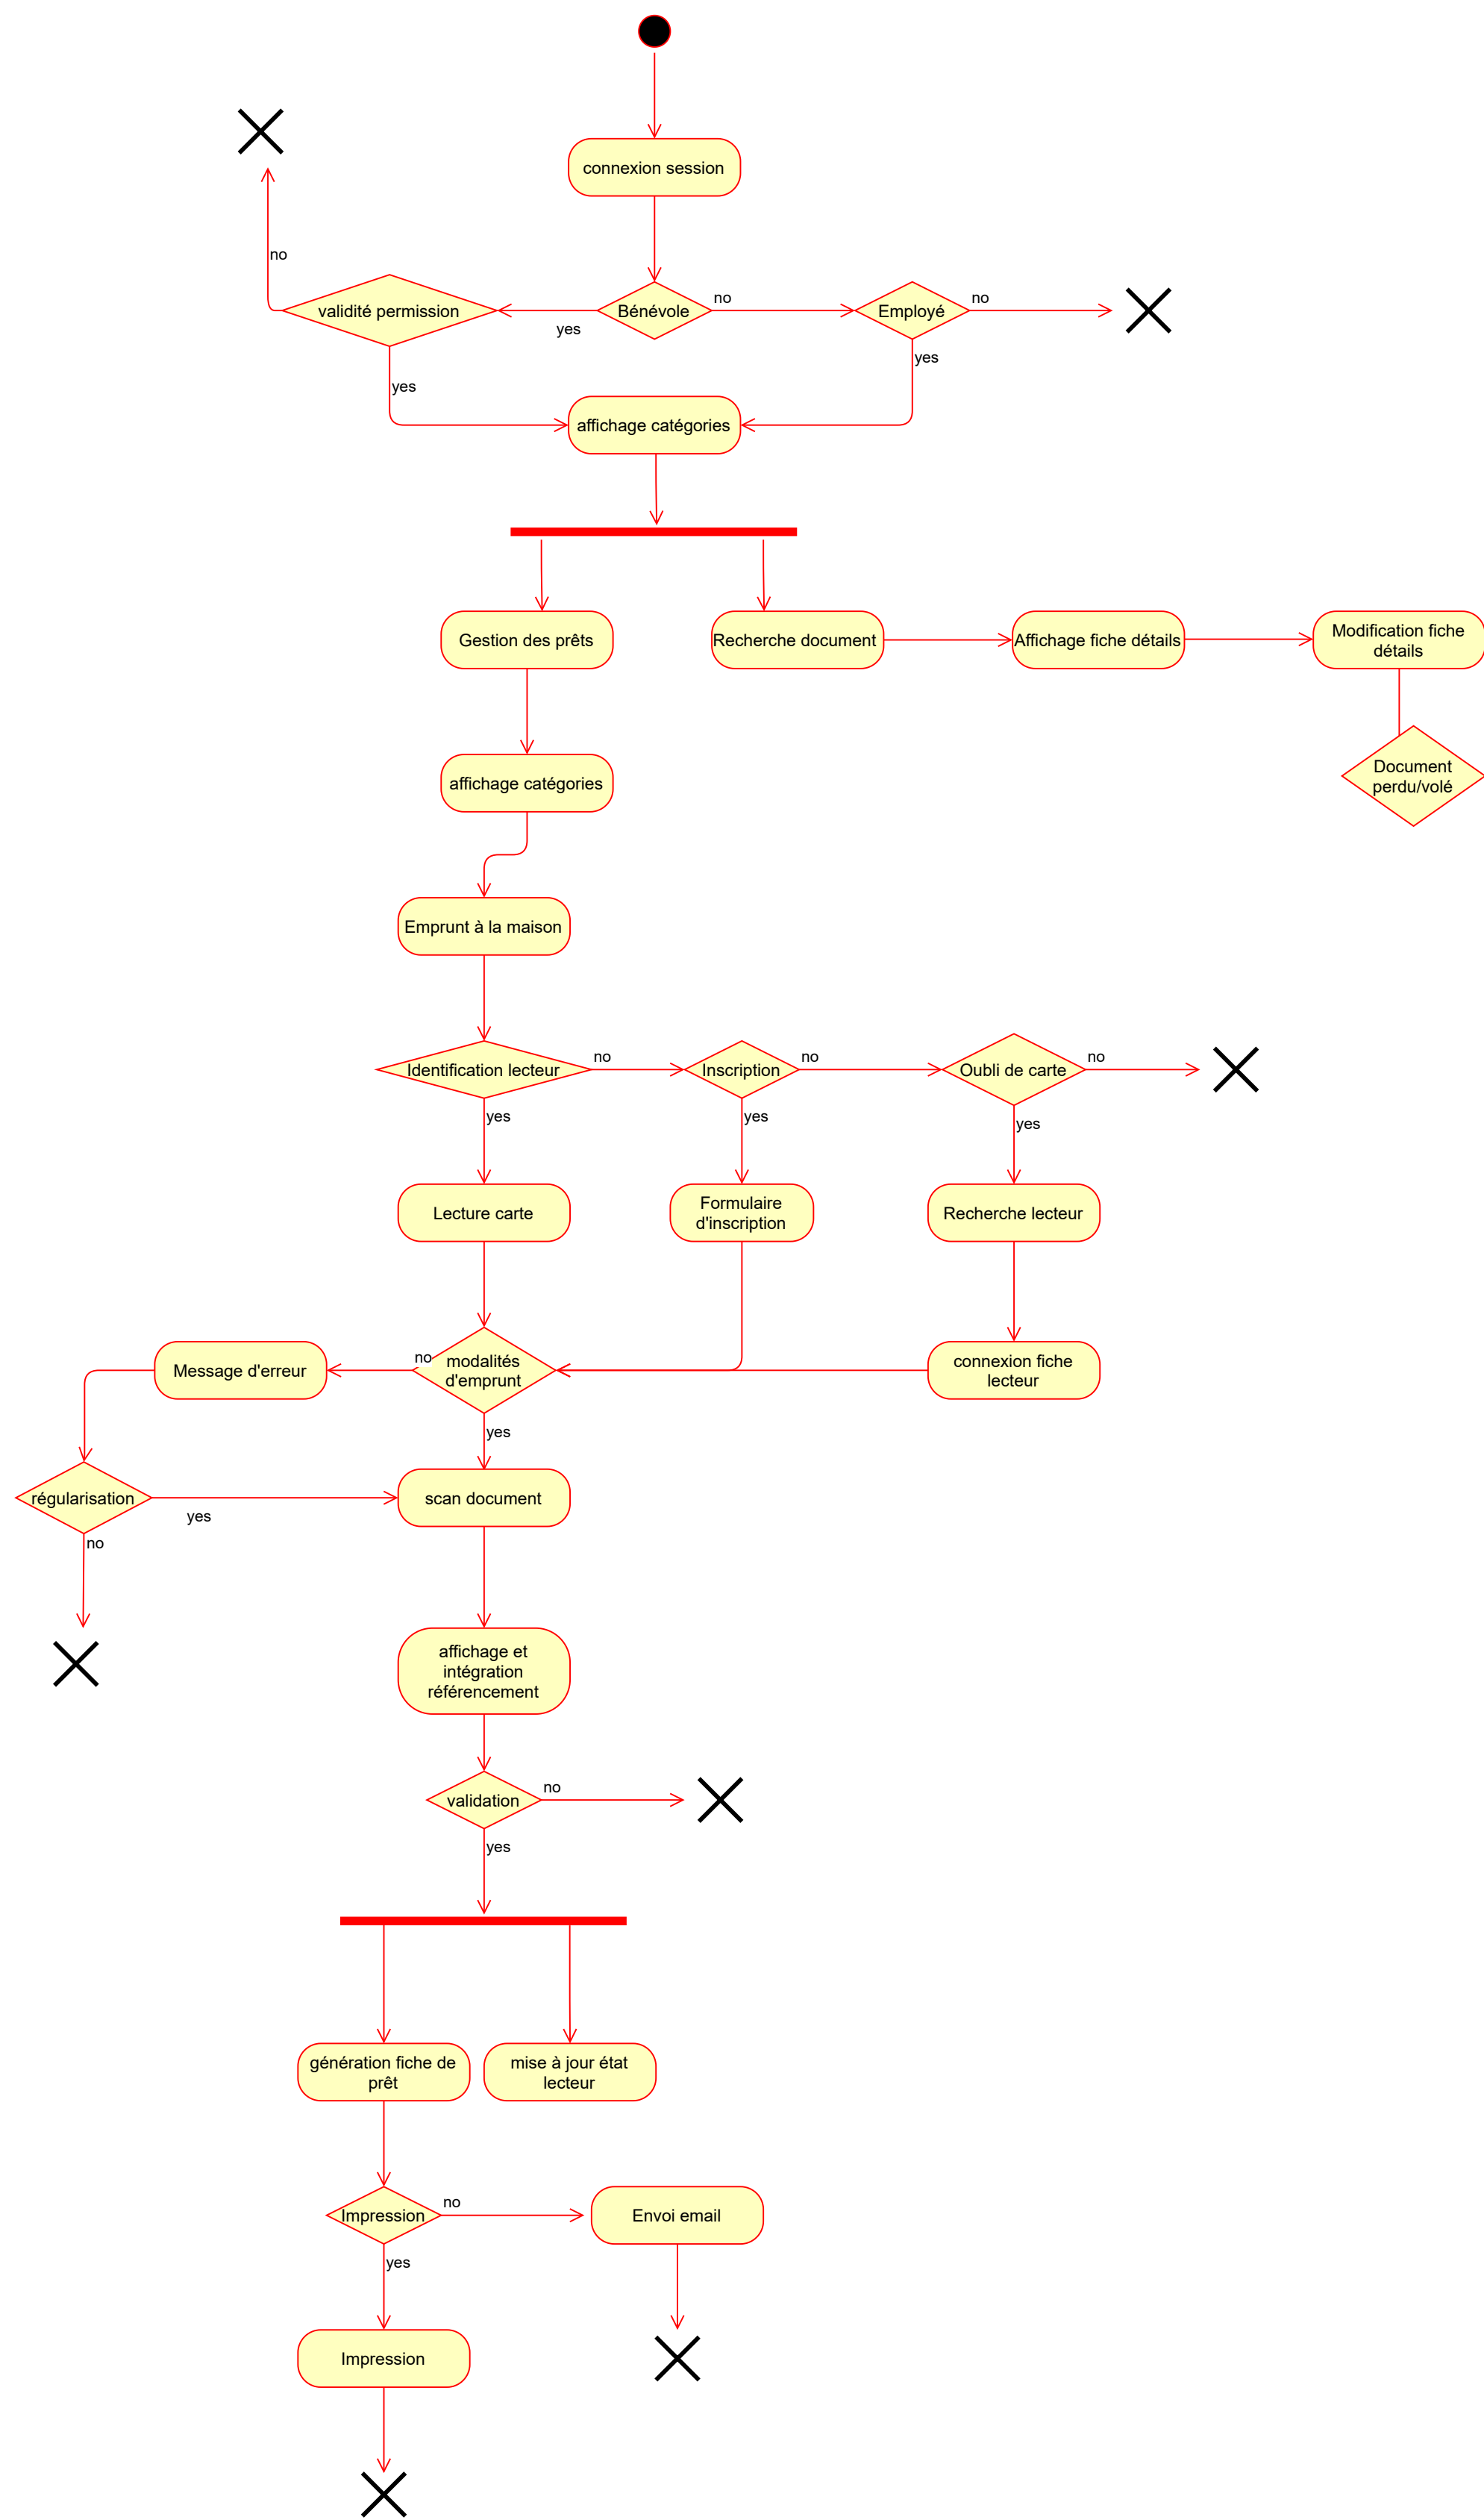 connexion session
no
validité permission
yes
Bénévole
no
Employé
no
yes
yes
affichage catégories
Gestion des prêts
Recherche document
Affichage fiche détails
Modification fiche
détails
affichage catégories
Document
perdu/volé
Emprunt à la maison
Identification lecteur
no
Inscription
no
Oubli de carte
no
yes
yes
yes
Lecture carte
Formulaire
d'inscription
Recherche lecteur
Message d'erreur
no
modalités
d'emprunt
connexion fiche
lecteur
yes
régularisation
yes
scan document
no
affichage et
intégration
référencement
validation
no
yes
génération fiche de
prêt
mise à jour état
lecteur
Impression
no
Envoi email
yes
Impression